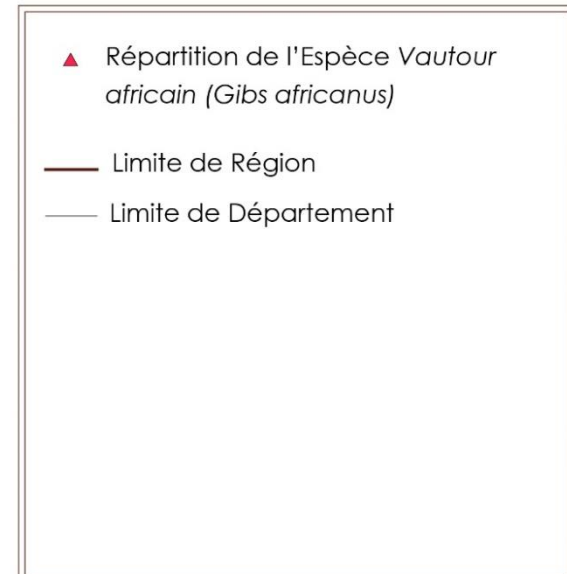 Répartition de l'Espèce Vautour
africain (Gibs africanus)
Limite de Région
Limite de Département